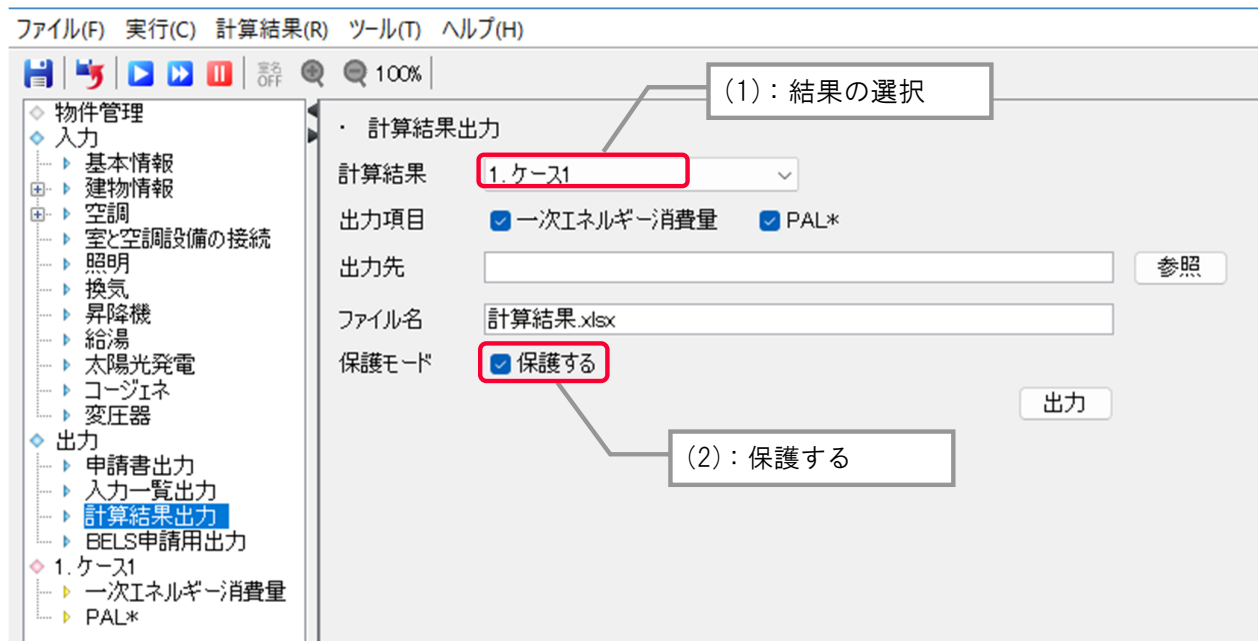 ファイル(F) 実行(C) 計算結果(R) ツール(T) ヘルプ(H)
室名
OFF
100%
物件管理
入力
基本情報
建物情報
空調
室と空調設備の接続
照明
換気
昇降機
給湯
太陽光発電
コージェネ
変圧器
出力
申請書出力
入力一覧出力
計算結果出力
BELS申請用出力
1.ケース1
一次エネルギー消費量
PAL*
(1)：結果の選択
・ 計算結果出力
計算結果 1.ケース1
出力項目 一次エネルギー消費量 PAL*
出力先 参照
ファイル名 計算結果.xlsx
保護モード 保護する
出力
(2)：保護する